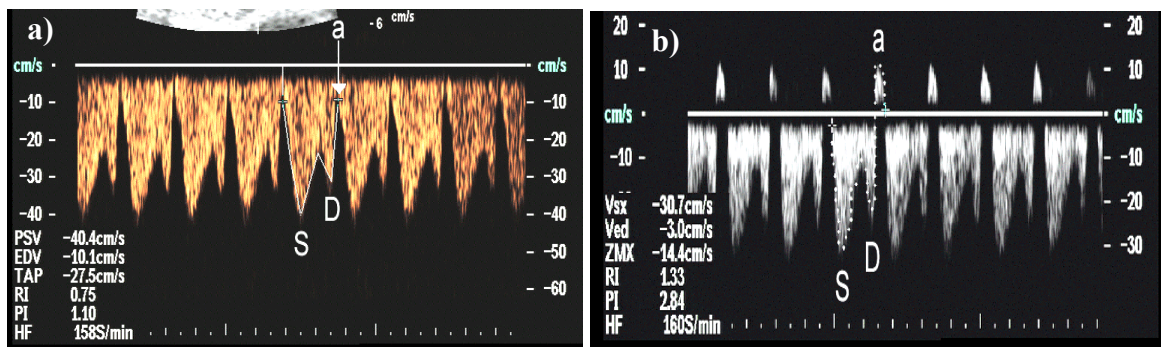 a)
a
-6 cm/s
cm/s
cm/s
-10
-10
-20
-20
-30
-30
-40
-40
-50
-60
D
S
PSV -40.4cm/s
EDV -10.1cm/s
TAP -27.5cm/s
RI 0.75
PI 1.10
HF 158S/min
b)
a
20
20
10
10
cm/s
cm/s
-10
-10
-20
-30
D
S
Vsx -30.7cm/s
Ved -3.0cm/s
ZMX -14.4cm/s
RI 1.33
PI 2.84
HF 160S/min